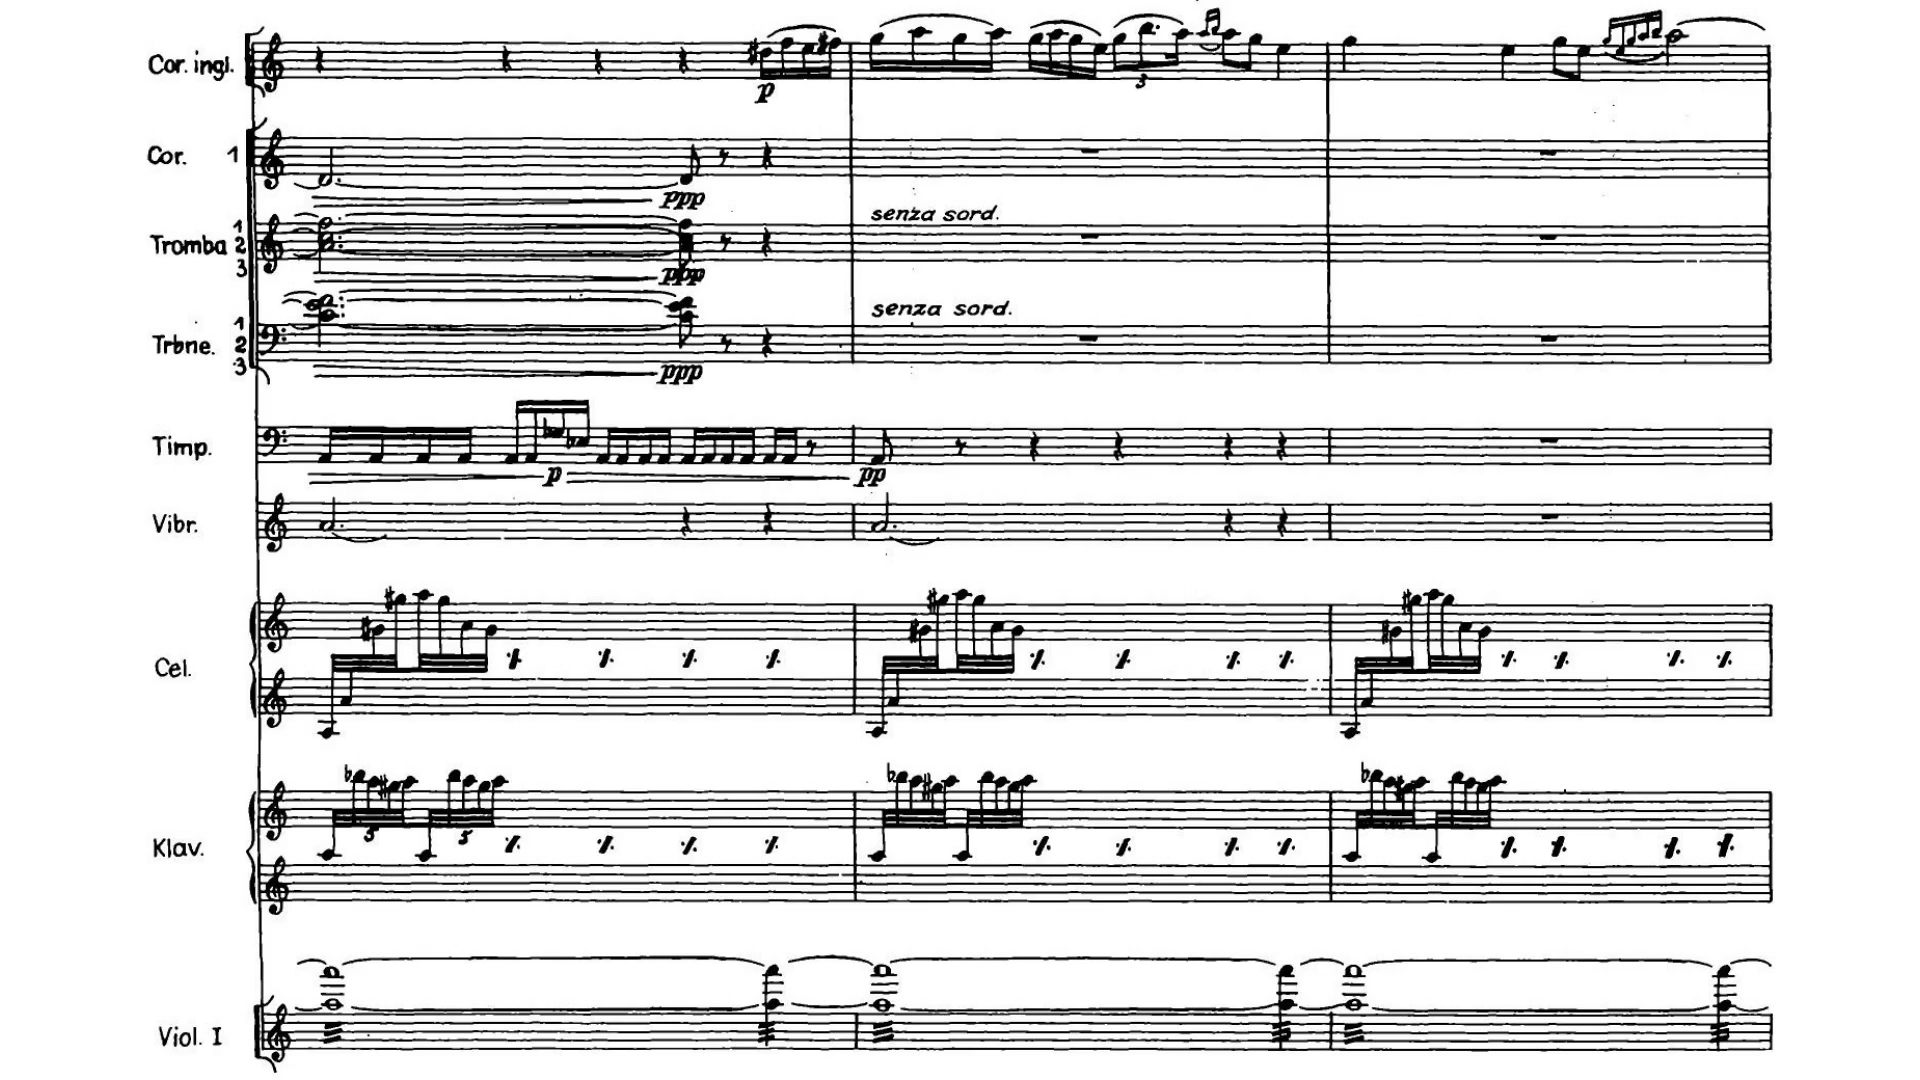 Cor. ingl.
p
3
Cor. 1
ppp
senza sord.
Tromba 1 2 3
ppp
senza sord.
Trbne. 1 2 3
ppp
Timp.
p
pp
Vibr.
Cel.
5 5
Klav.
Viol. I